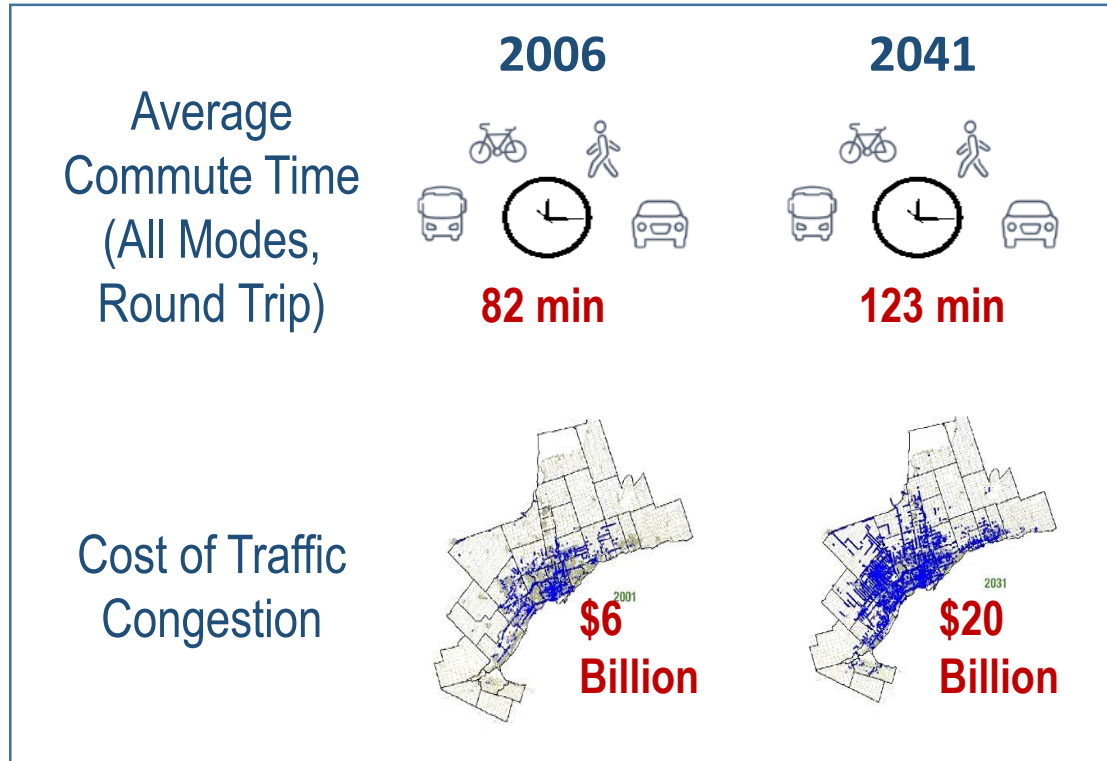 2006
2041
Average
Commute Time
(All Modes,
Round Trip)
82 min
123 min
Cost of Traffic
Congestion
2001
$6
Billion
2031
$20
Billion